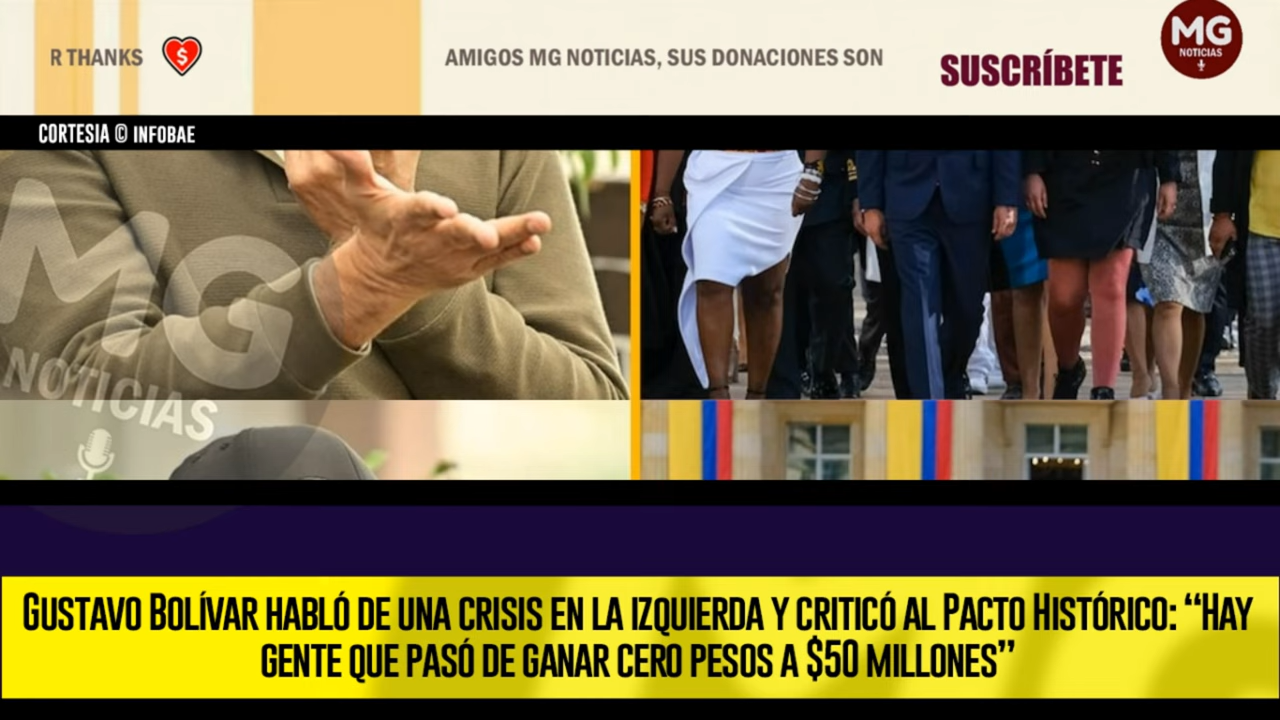 R THANKS
AMIGOS MG NOTICIAS, SUS DONACIONES SON
SUSCRÍBETE
MG
NOTICIAS
CORTESIA © INFOBAE
MG
NOTICIAS
GUSTAVO BOLÍVAR HABLÓ DE UNA CRISIS EN LA IZQUIERDA Y CRITICÓ AL PACTO HISTÓRICO: “HAY
GENTE QUE PASÓ DE GANAR CERO PESOS A $50 MILLONES”